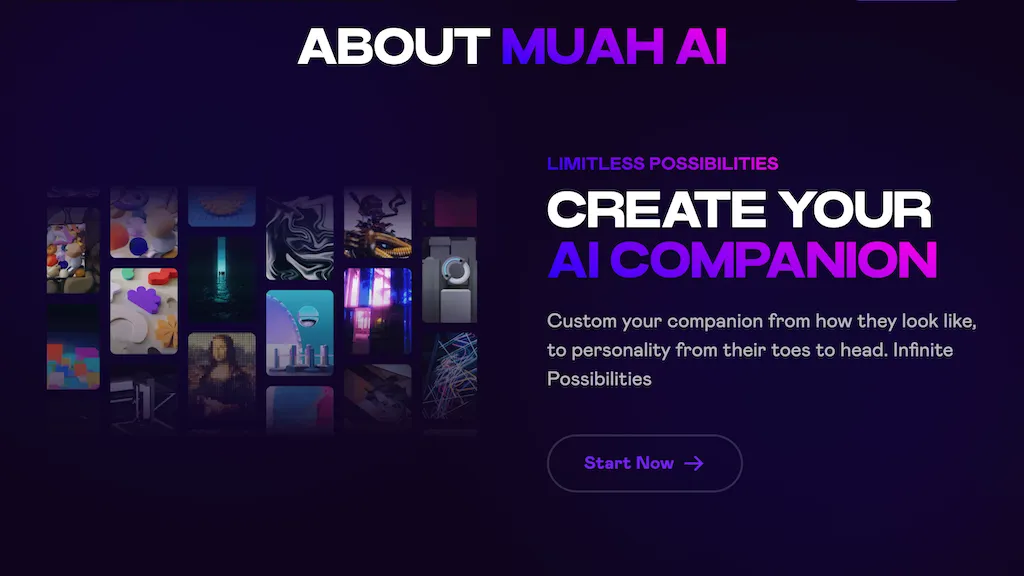 ABOUT MUAH AI
LIMITLESS POSSIBILITIES
CREATE YOUR
AI COMPANION
Custom your companion from how they look like,
to personality from their toes to head. Infinite
Possibilities
Start Now